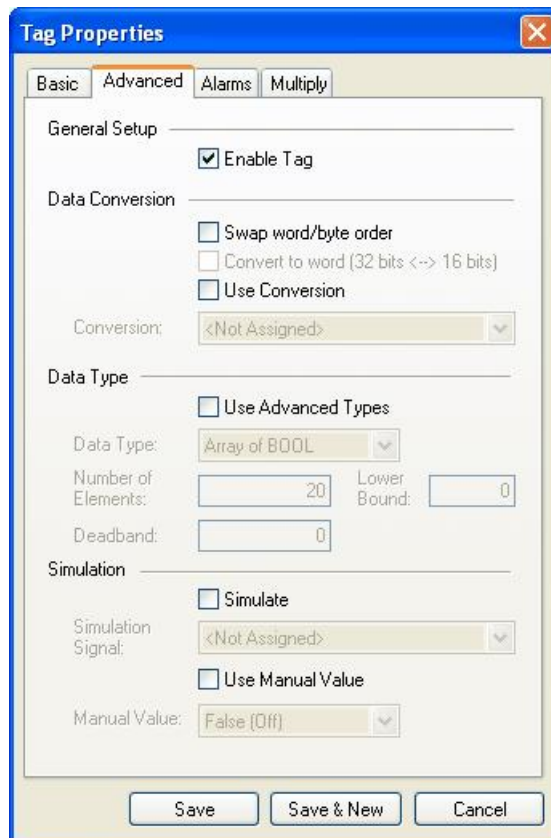 Tag Properties
Basic Advanced Alarms Multiply
General Setup
Enable Tag
Data Conversion
Swap word/byte order
Convert to word (32 bits <--> 16 bits)
Use Conversion
Conversion: <Not Assigned>
Data Type
Use Advanced Types
Data Type: Array of BOOL
Number of Elements: 20 Lower Bound: 0
Deadband: 0
Simulation
Simulate
Simulation Signal: <Not Assigned>
Use Manual Value
Manual Value: False (Off)
Save Save & New Cancel